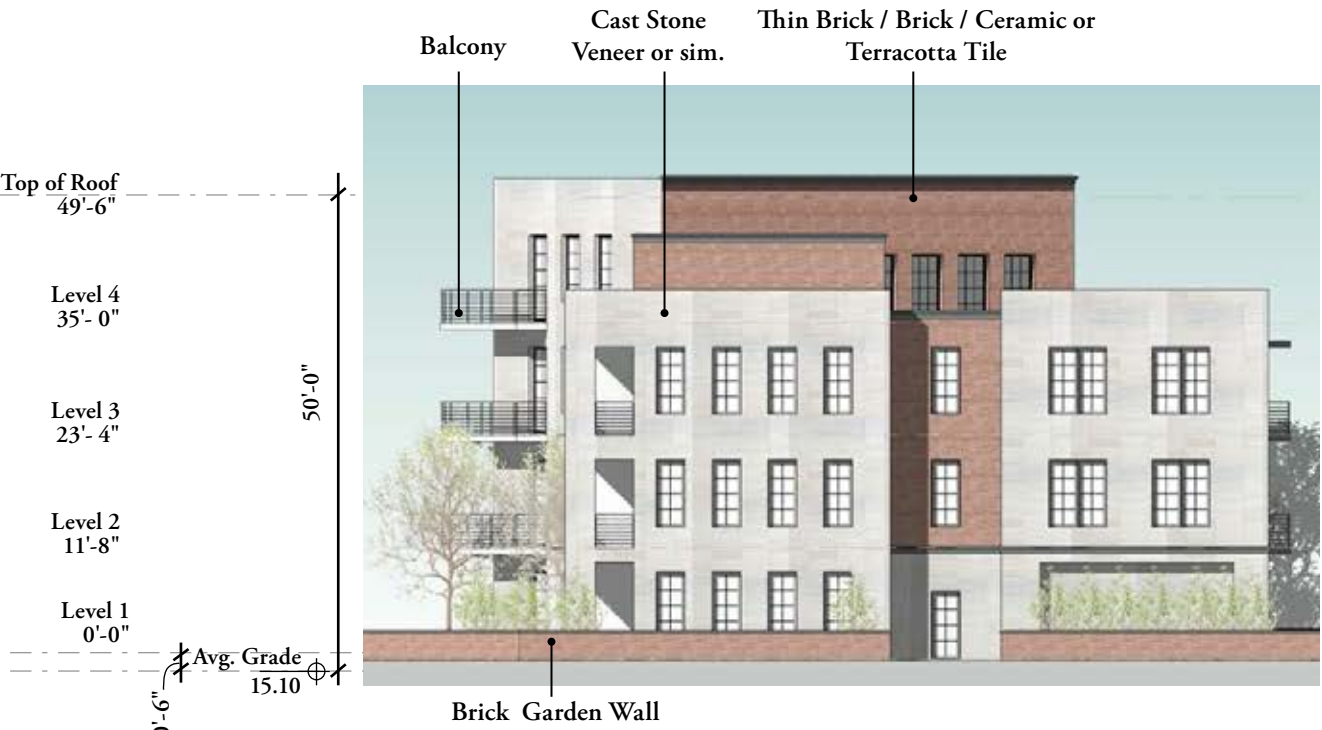 Balcony
Cast Stone
Veneer or sim.
Thin Brick / Brick / Ceramic or
Terracotta Tile
Top of Roof
49'-6"
Level 4
35'- 0"
50'-0"
Level 3
23'- 4"
Level 2
11'-8"
Level 1
0'-0"
Avg. Grade
15.10
'-6"
Brick Garden Wall